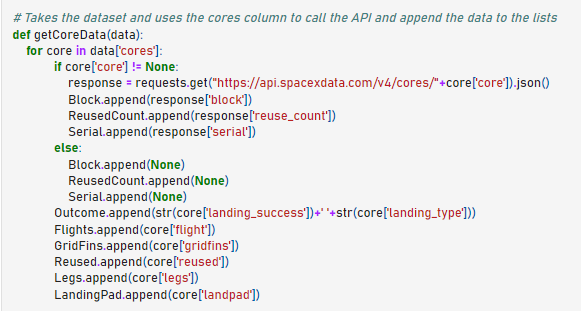 # Takes the dataset and uses the cores column to call the API and append the data to the lists
def getCoreData(data):
for core in data['cores']:
if core['core'] != None:
response = requests.get("https://api.spacexdata.com/v4/cores/"+core['core']).json()
Block.append(response['block'])
ReusedCount.append(response['reuse_count'])
Serial.append(response['serial'])
else:
Block.append(None)
ReusedCount.append(None)
Serial.append(None)
Outcome.append(str(core['landing_success'])+' '+str(core['landing_type']))
Flights.append(core['flight'])
GridFins.append(core['gridfins'])
Reused.append(core['reused'])
Legs.append(core['legs'])
LandingPad.append(core['landpad'])